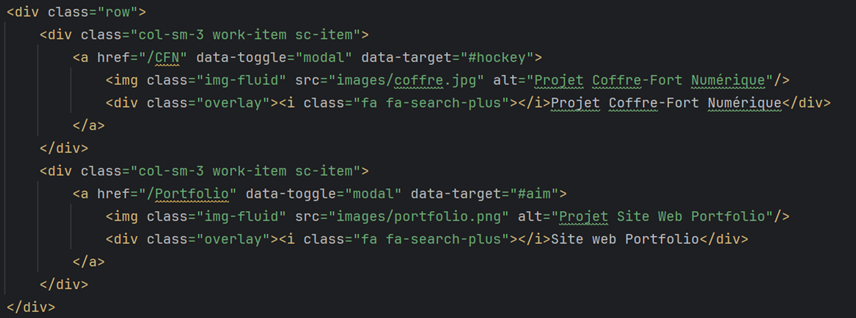 <div class="row">
    <div class="col-sm-3 work-item sc-item">
        <a href="/CFN" data-toggle="modal" data-target="#hockey">
            <img class="img-fluid" src="images/coffre.jpg" alt="Projet Coffre-Fort Numérique"/>
            <div class="overlay"><i class="fa fa-search-plus"></i>Projet Coffre-Fort Numérique</div>
        </a>
    </div>
    <div class="col-sm-3 work-item sc-item">
        <a href="/Portfolio" data-toggle="modal" data-target="#aim">
            <img class="img-fluid" src="images/portfolio.png" alt="Projet Site Web Portfolio"/>
            <div class="overlay"><i class="fa fa-search-plus"></i>Site web Portfolio</div>
        </a>
    </div>
</div>